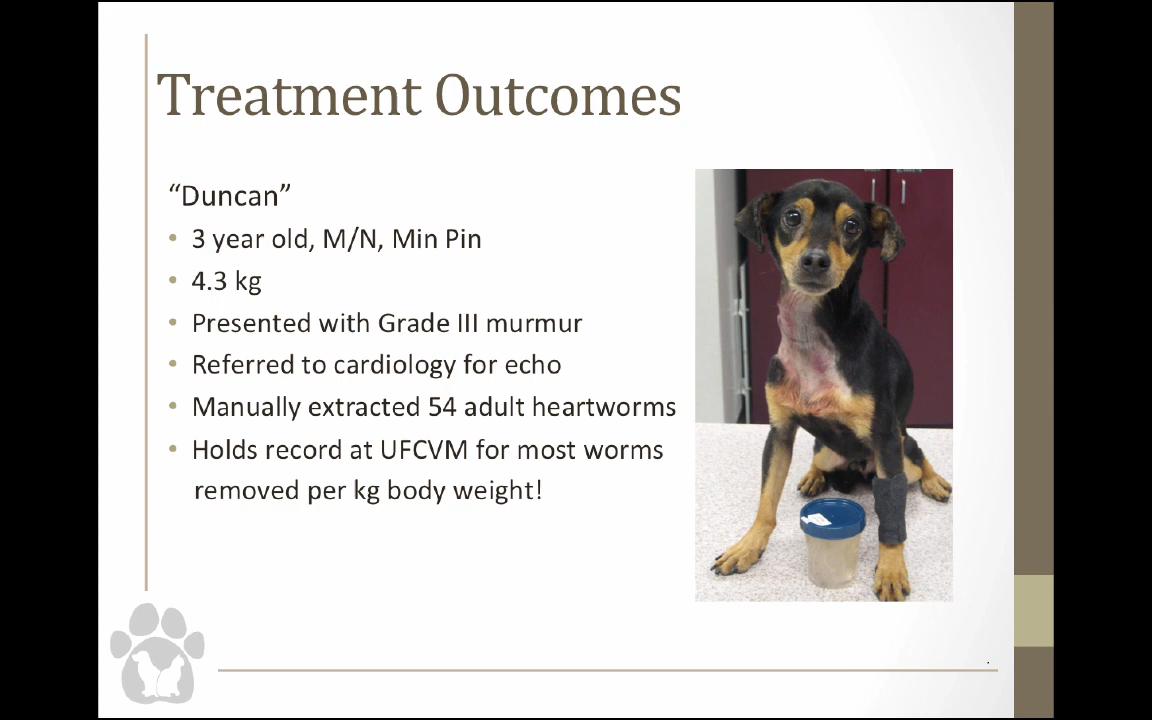 Treatment Outcomes
“Duncan”
• 3 year old, M/N, Min Pin
• 4.3 kg
• Presented with Grade III murmur
• Referred to cardiology for echo
• Manually extracted 54 adult heartworms
• Holds record at UFCVM for most worms
removed per kg body weight!
.